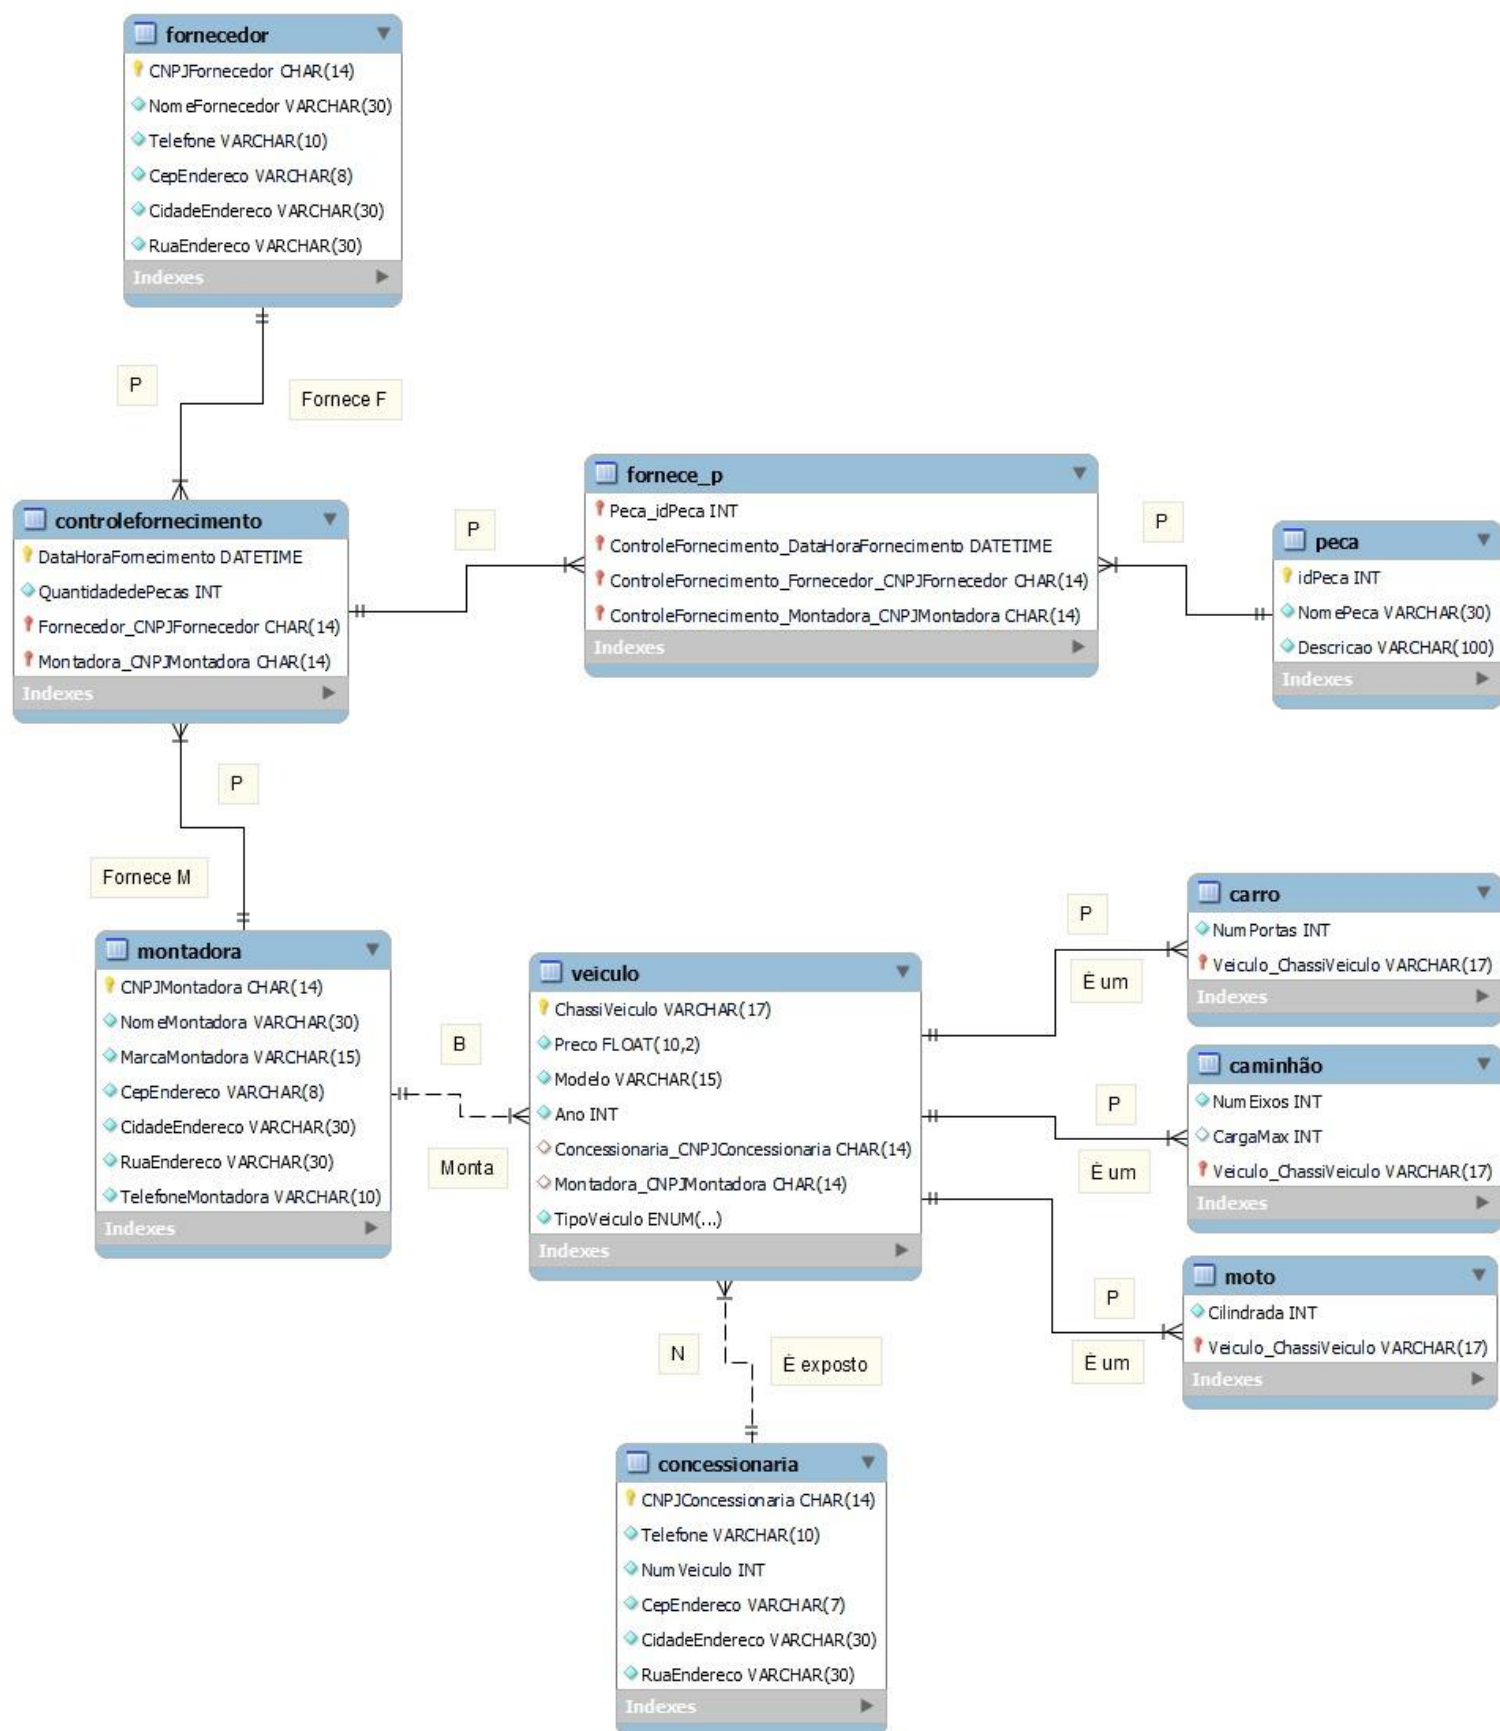 fornecedor
CNPJFornecedor CHAR(14)
NomeFornecedor VARCHAR(30)
Telefone VARCHAR(10)
CepEndereco VARCHAR(8)
CidadeEndereco VARCHAR(30)
RuaEndereco VARCHAR(30)
Indexes
P
Fornece F
controlefornecimento
DataHoraFornecimento DATETIME
QuantidadedePecas INT
Fornecedor_CNPJFornecedor CHAR(14)
Montadora_CNPJMontadora CHAR(14)
Indexes
P
fornece_p
Peca_idPeca INT
ControleFornecimento_DataHoraFornecimento DATETIME
ControleFornecimento_Fornecedor_CNPJFornecedor CHAR(14)
ControleFornecimento_Montadora_CNPJMontadora CHAR(14)
Indexes
P
peca
idPeca INT
NomePeca VARCHAR(30)
Descricao VARCHAR(100)
Indexes
P
Fornece M
montadora
CNPJMontadora CHAR(14)
NomeMontadora VARCHAR(30)
MarcaMontadora VARCHAR(15)
CepEndereco VARCHAR(8)
CidadeEndereco VARCHAR(30)
RuaEndereco VARCHAR(30)
TelefoneMontadora VARCHAR(10)
Indexes
B
Monta
veiculo
ChassiVeiculo VARCHAR(17)
Preco FLOAT(10,2)
Modelo VARCHAR(15)
Ano INT
Concessionaria_CNPJConcessionaria CHAR(14)
Montadora_CNPJMontadora CHAR(14)
TipoVeiculo ENUM(...)
Indexes
P
É um
carro
NumPortas INT
Veiculo_ChassiVeiculo VARCHAR(17)
Indexes
P
É um
caminhão
NumEixos INT
CargaMax INT
Veiculo_ChassiVeiculo VARCHAR(17)
Indexes
P
É um
moto
Cilindrada INT
Veiculo_ChassiVeiculo VARCHAR(17)
Indexes
N
É exposto
concessionaria
CNPJConcessionaria CHAR(14)
Telefone VARCHAR(10)
NumVeiculo INT
CepEndereco VARCHAR(7)
CidadeEndereco VARCHAR(30)
RuaEndereco VARCHAR(30)
Indexes